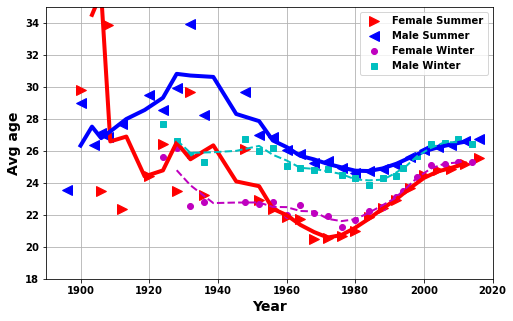 Female Summer
Male Summer
Female Winter
Male Winter
Avg age
34
32
30
28
26
24
22
20
18
1900
1920
1940
1960
1980
2000
2020
Year